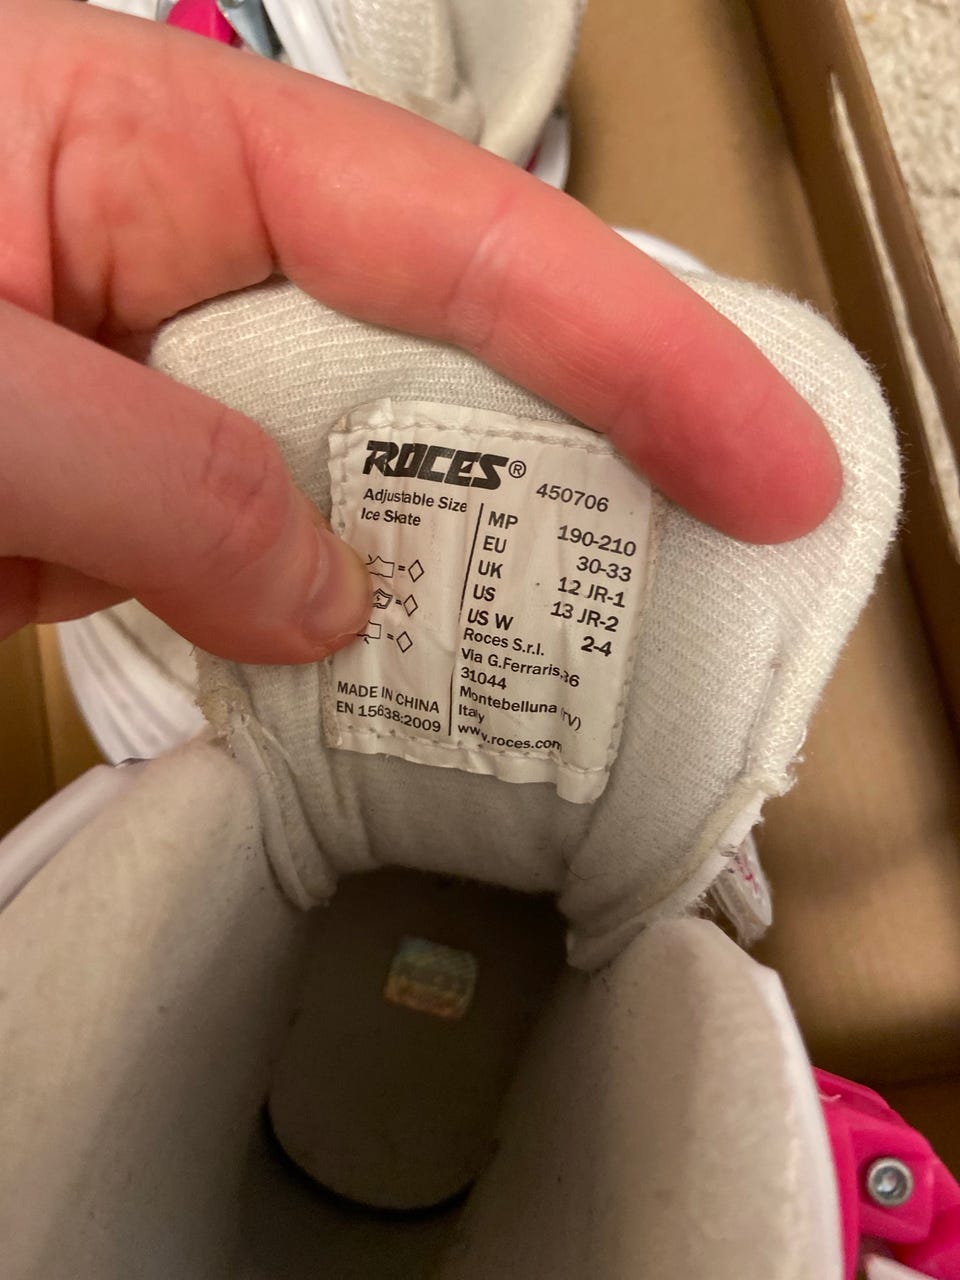 ROCES®
450706
Adjustable Size
Ice Skate
MP 190-210
EU 30-33
UK 12 JR-1
US 13 JR-2
US W 2-4
Roces S.r.l.
Via G.Ferraris,36
31044
Montebelluna (TV)
Italy
www.roces.com
MADE IN CHINA
EN 15638:2009